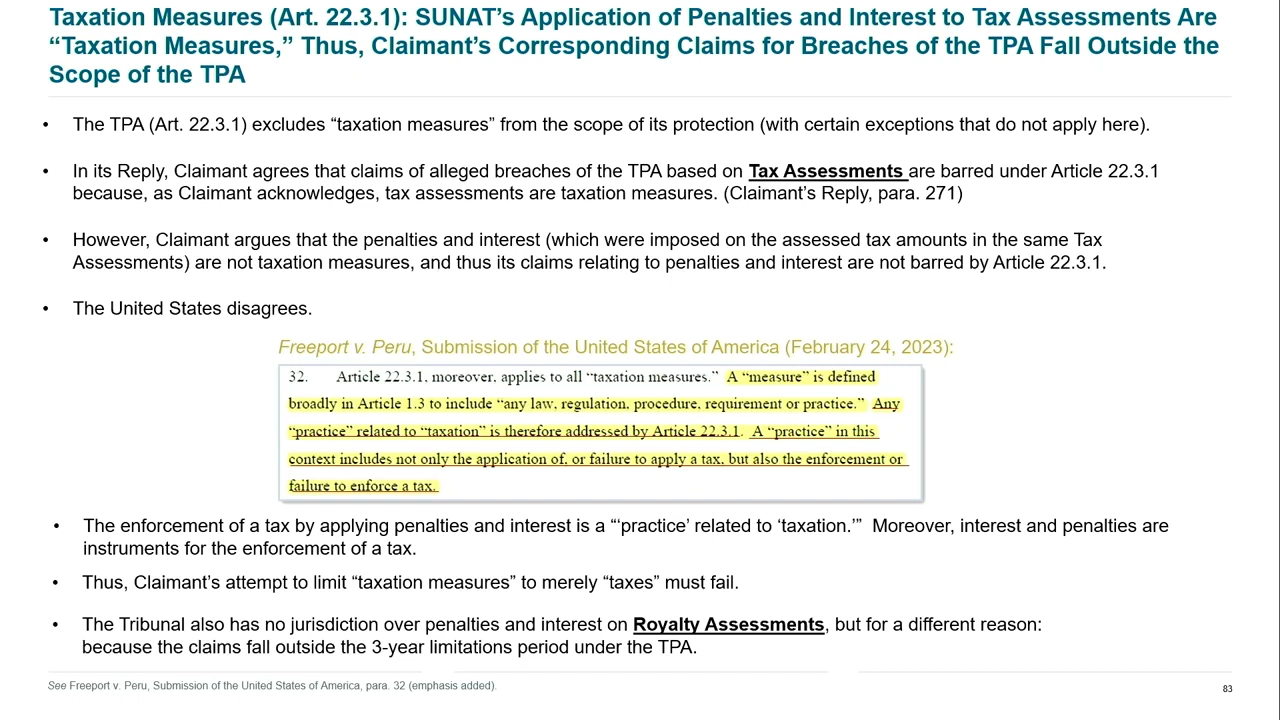 Taxation Measures (Art. 22.3.1): SUNAT’s Application of Penalties and Interest to Tax Assessments Are
“Taxation Measures,” Thus, Claimant’s Corresponding Claims for Breaches of the TPA Fall Outside the
Scope of the TPA
• The TPA (Art. 22.3.1) excludes “taxation measures” from the scope of its protection (with certain exceptions that do not apply here).
• In its Reply, Claimant agrees that claims of alleged breaches of the TPA based on Tax Assessments are barred under Article 22.3.1
because, as Claimant acknowledges, tax assessments are taxation measures. (Claimant’s Reply, para. 271)
• However, Claimant argues that the penalties and interest (which were imposed on the assessed tax amounts in the same Tax
Assessments) are not taxation measures, and thus its claims relating to penalties and interest are not barred by Article 22.3.1.
• The United States disagrees.
Freeport v. Peru, Submission of the United States of America (February 24, 2023):
32. Article 22.3.1, moreover, applies to all “taxation measures.” A “measure” is defined
broadly in Article 1.3 to include “any law, regulation, procedure, requirement or practice.” Any
“practice” related to “taxation” is therefore addressed by Article 22.3.1. A “practice” in this
context includes not only the application of, or failure to apply a tax, but also the enforcement or
failure to enforce a tax.
• The enforcement of a tax by applying penalties and interest is a “‘practice’ related to ‘taxation.’” Moreover, interest and penalties are
instruments for the enforcement of a tax.
• Thus, Claimant’s attempt to limit “taxation measures” to merely “taxes” must fail.
• The Tribunal also has no jurisdiction over penalties and interest on Royalty Assessments, but for a different reason:
because the claims fall outside the 3-year limitations period under the TPA.
See Freeport v. Peru, Submission of the United States of America, para. 32 (emphasis added).
83